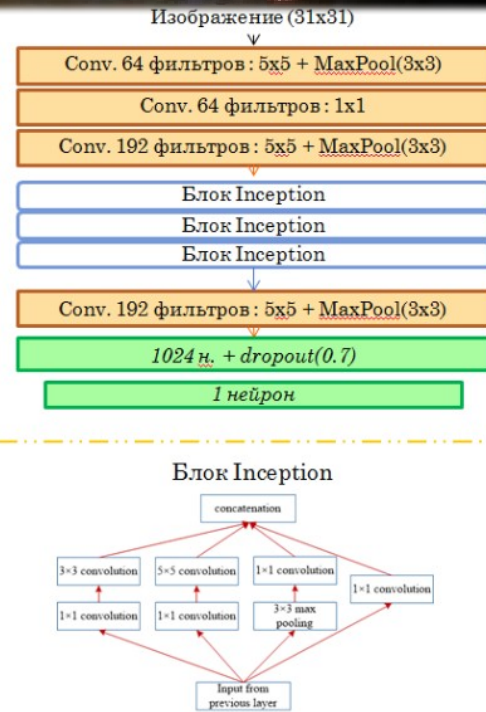 Изображение (31x31)
Conv. 64 фильтров : 5x5 + MaxPool(3x3)
Conv. 64 фильтров : 1x1
Conv. 192 фильтров : 5x5 + MaxPool(3x3)
Блок Inception
Блок Inception
Блок Inception
Conv. 192 фильтров : 5x5 + MaxPool(3x3)
1024 н. + dropout(0.7)
1 нейрон
Блок Inception
concatenation
3×3 convolution
5×5 convolution
1×1 convolution
1×1 convolution
1×1 convolution
1×1 convolution
3×3 max
pooling
Input from
previous layer